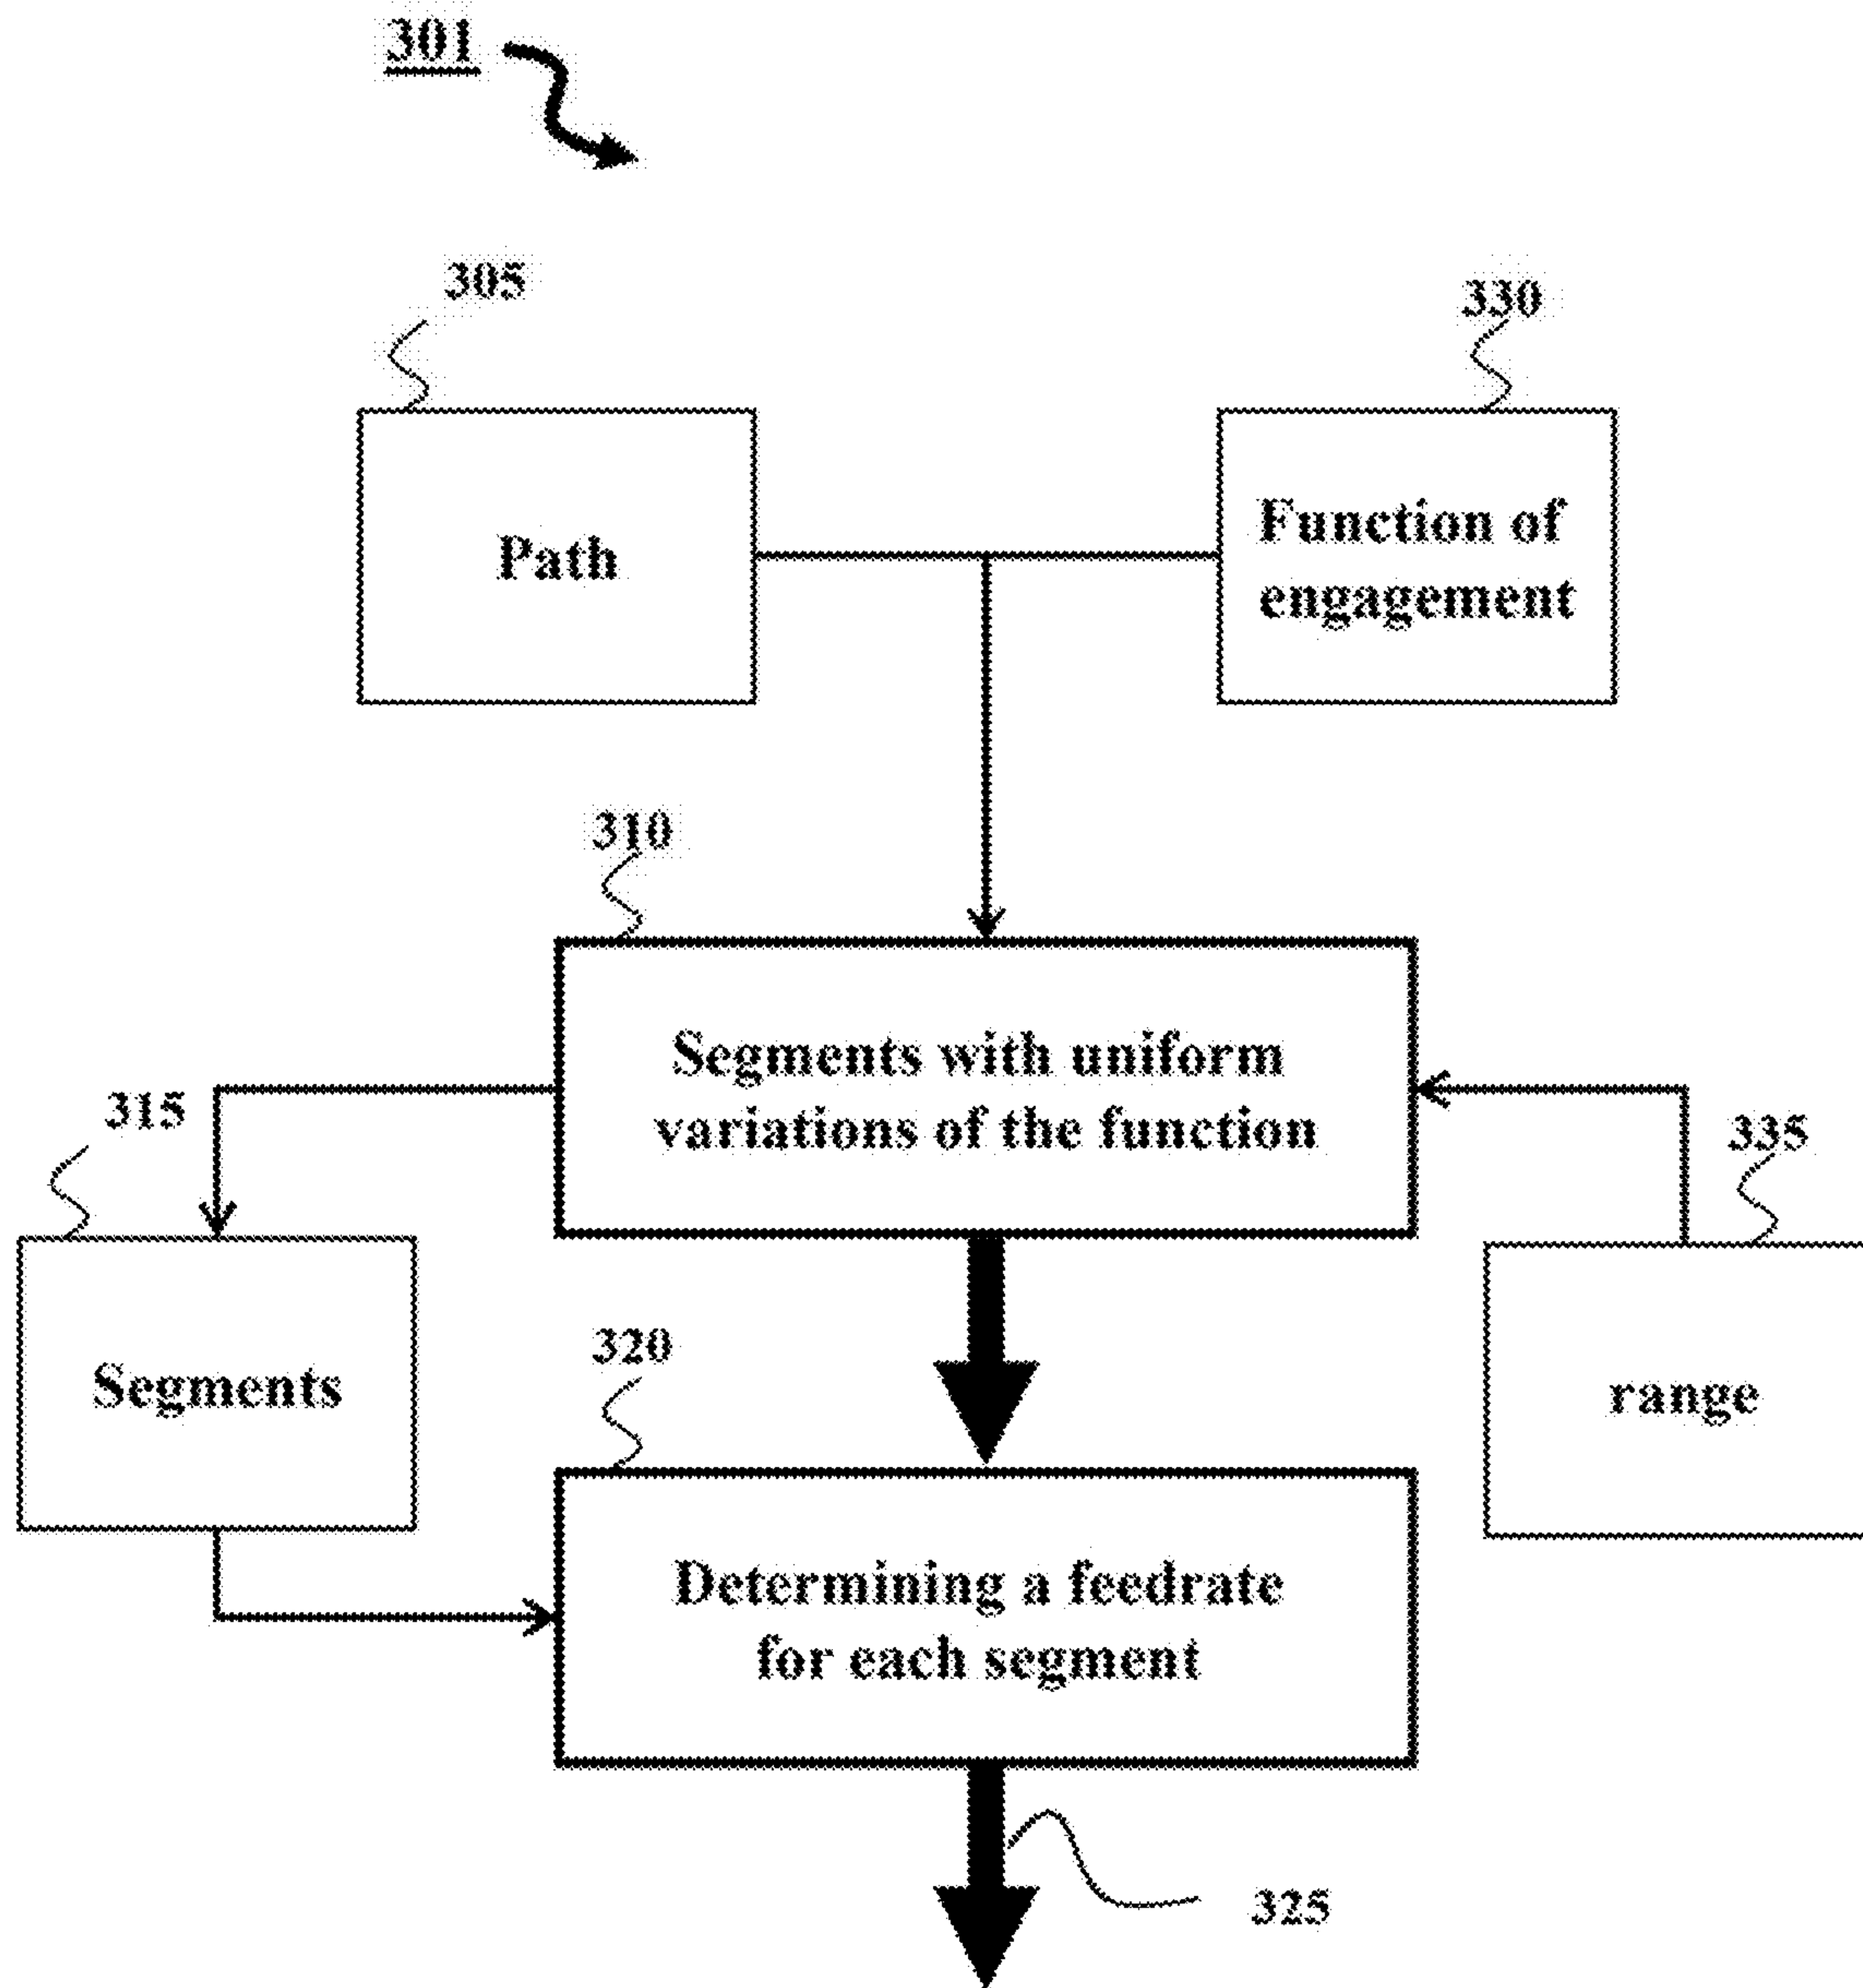 301
305
330
Path
Function of
engagement
310
Segments with uniform
variations of the function
315
335
Segments
range
320
Determining a feedrate
for each segment
325